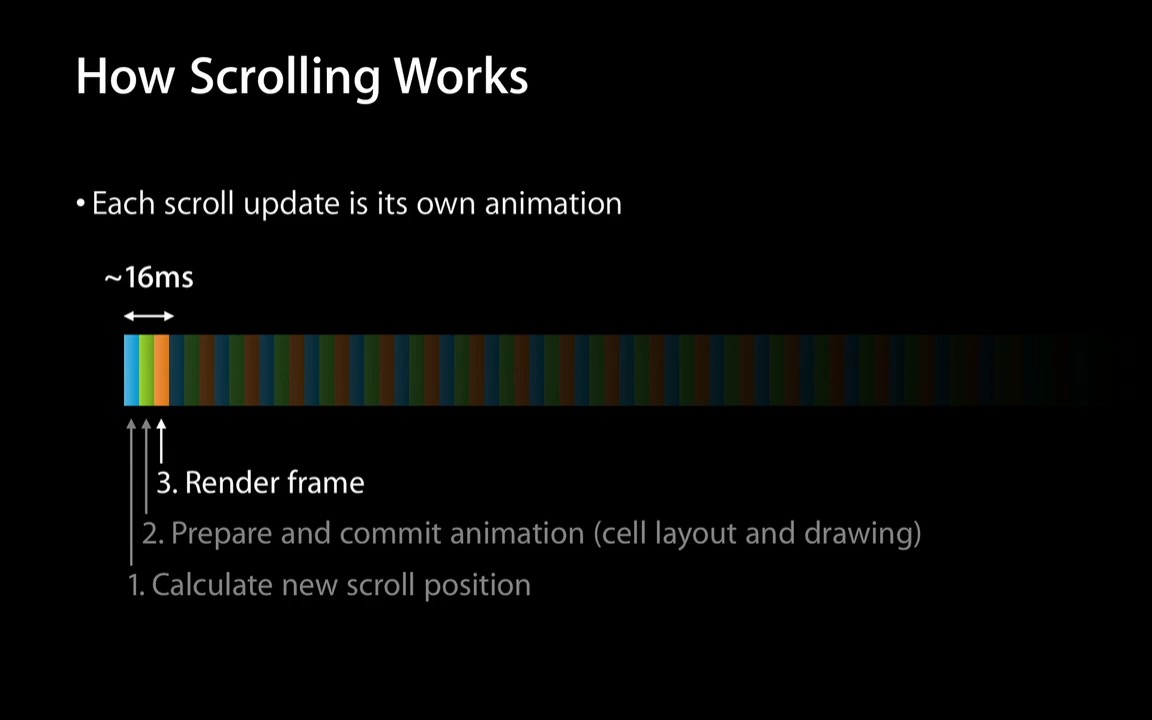 How Scrolling Works
• Each scroll update is its own animation
~16ms
3. Render frame
2. Prepare and commit animation (cell layout and drawing)
1. Calculate new scroll position